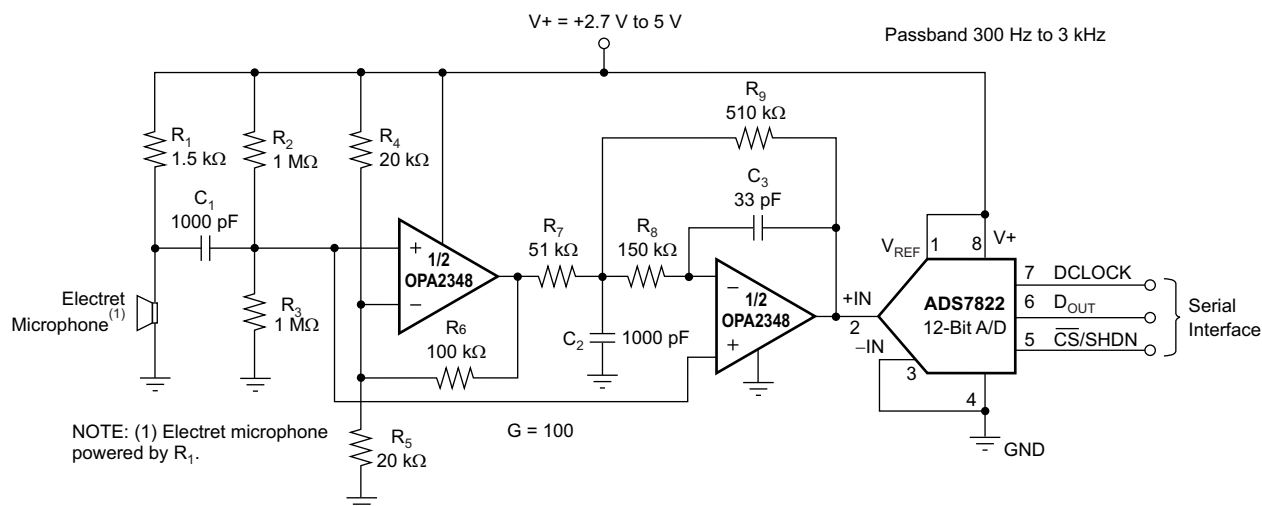 V+ = +2.7 V to 5 V
Passband 300 Hz to 3 kHz
R1
1.5 kΩ
R2
1 MΩ
R4
20 kΩ
R9
510 kΩ
C1
1000 pF
C3
33 pF
R7
51 kΩ
R8
150 kΩ
+
1/2
OPA2348
−
R3
1 MΩ
R6
100 kΩ
C2
1000 pF
−
1/2
OPA2348
+
Electret
Microphone(1)
VREF
1
8
V+
+IN
2
−IN
3
ADS7822
12-Bit A/D
4
7
DCLOCK
6
DOUT
5
C̅S̅/SHDN
Serial
Interface
GND
R5
20 kΩ
G = 100
NOTE: (1) Electret microphone
powered by R1.